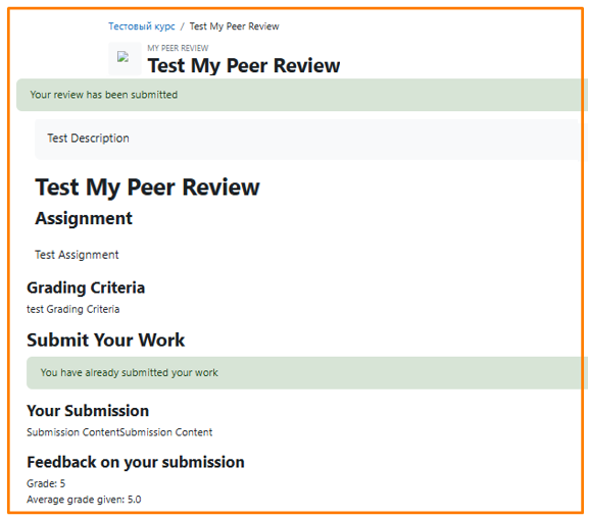 Тестовый курс / Test My Peer Review
MY PEER REVIEW
Test My Peer Review
Your review has been submitted
Test Description
Test My Peer Review
Assignment
Test Assignment
Grading Criteria
test Grading Criteria
Submit Your Work
You have already submitted your work
Your Submission
Submission ContentSubmission Content
Feedback on your submission
Grade: 5
Average grade given: 5.0